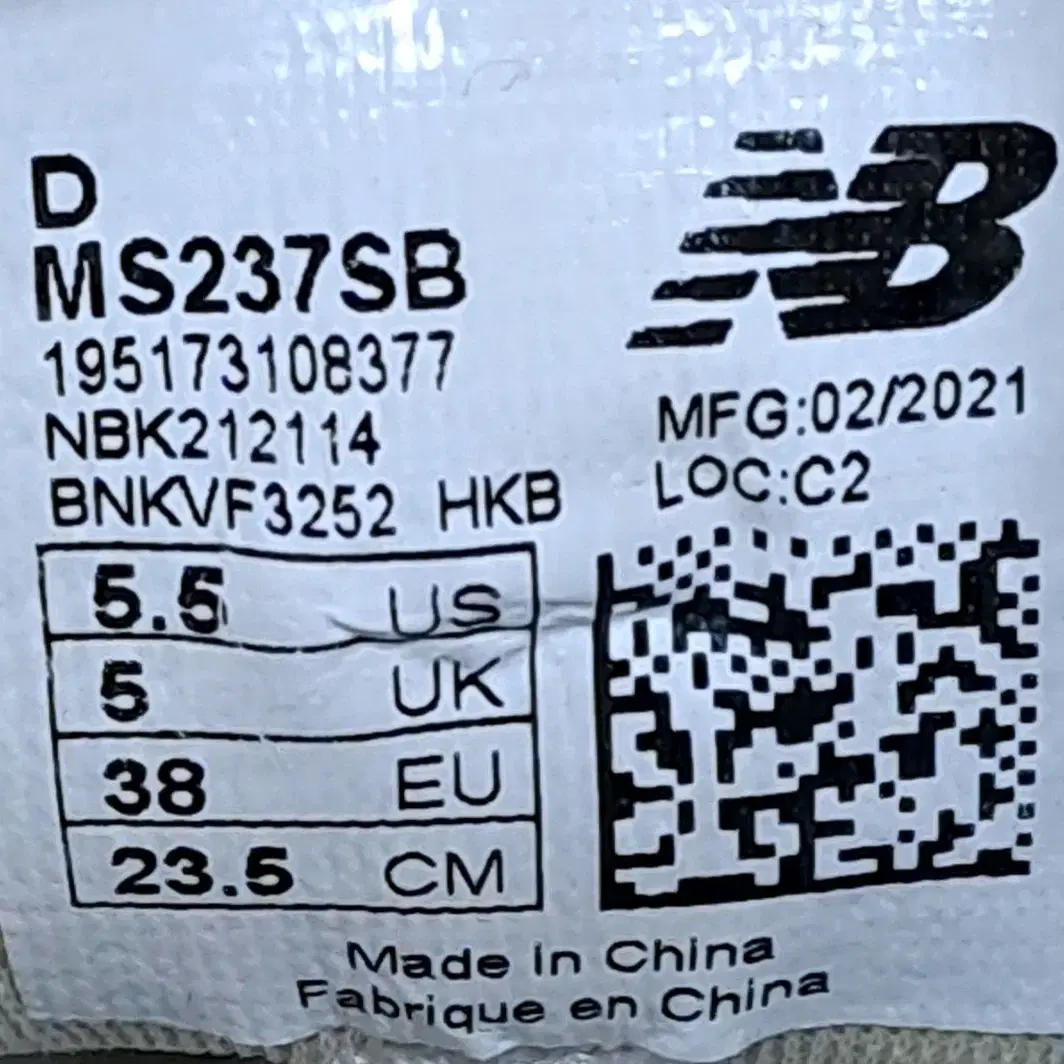 D
MS237SB
195173108377
NBK212114
BNKVF3252 HKB
NB
MFG:02/2021
LOC:C2
5.5 US
5 UK
38 EU
23.5 CM
Made in China
Fabrique en China